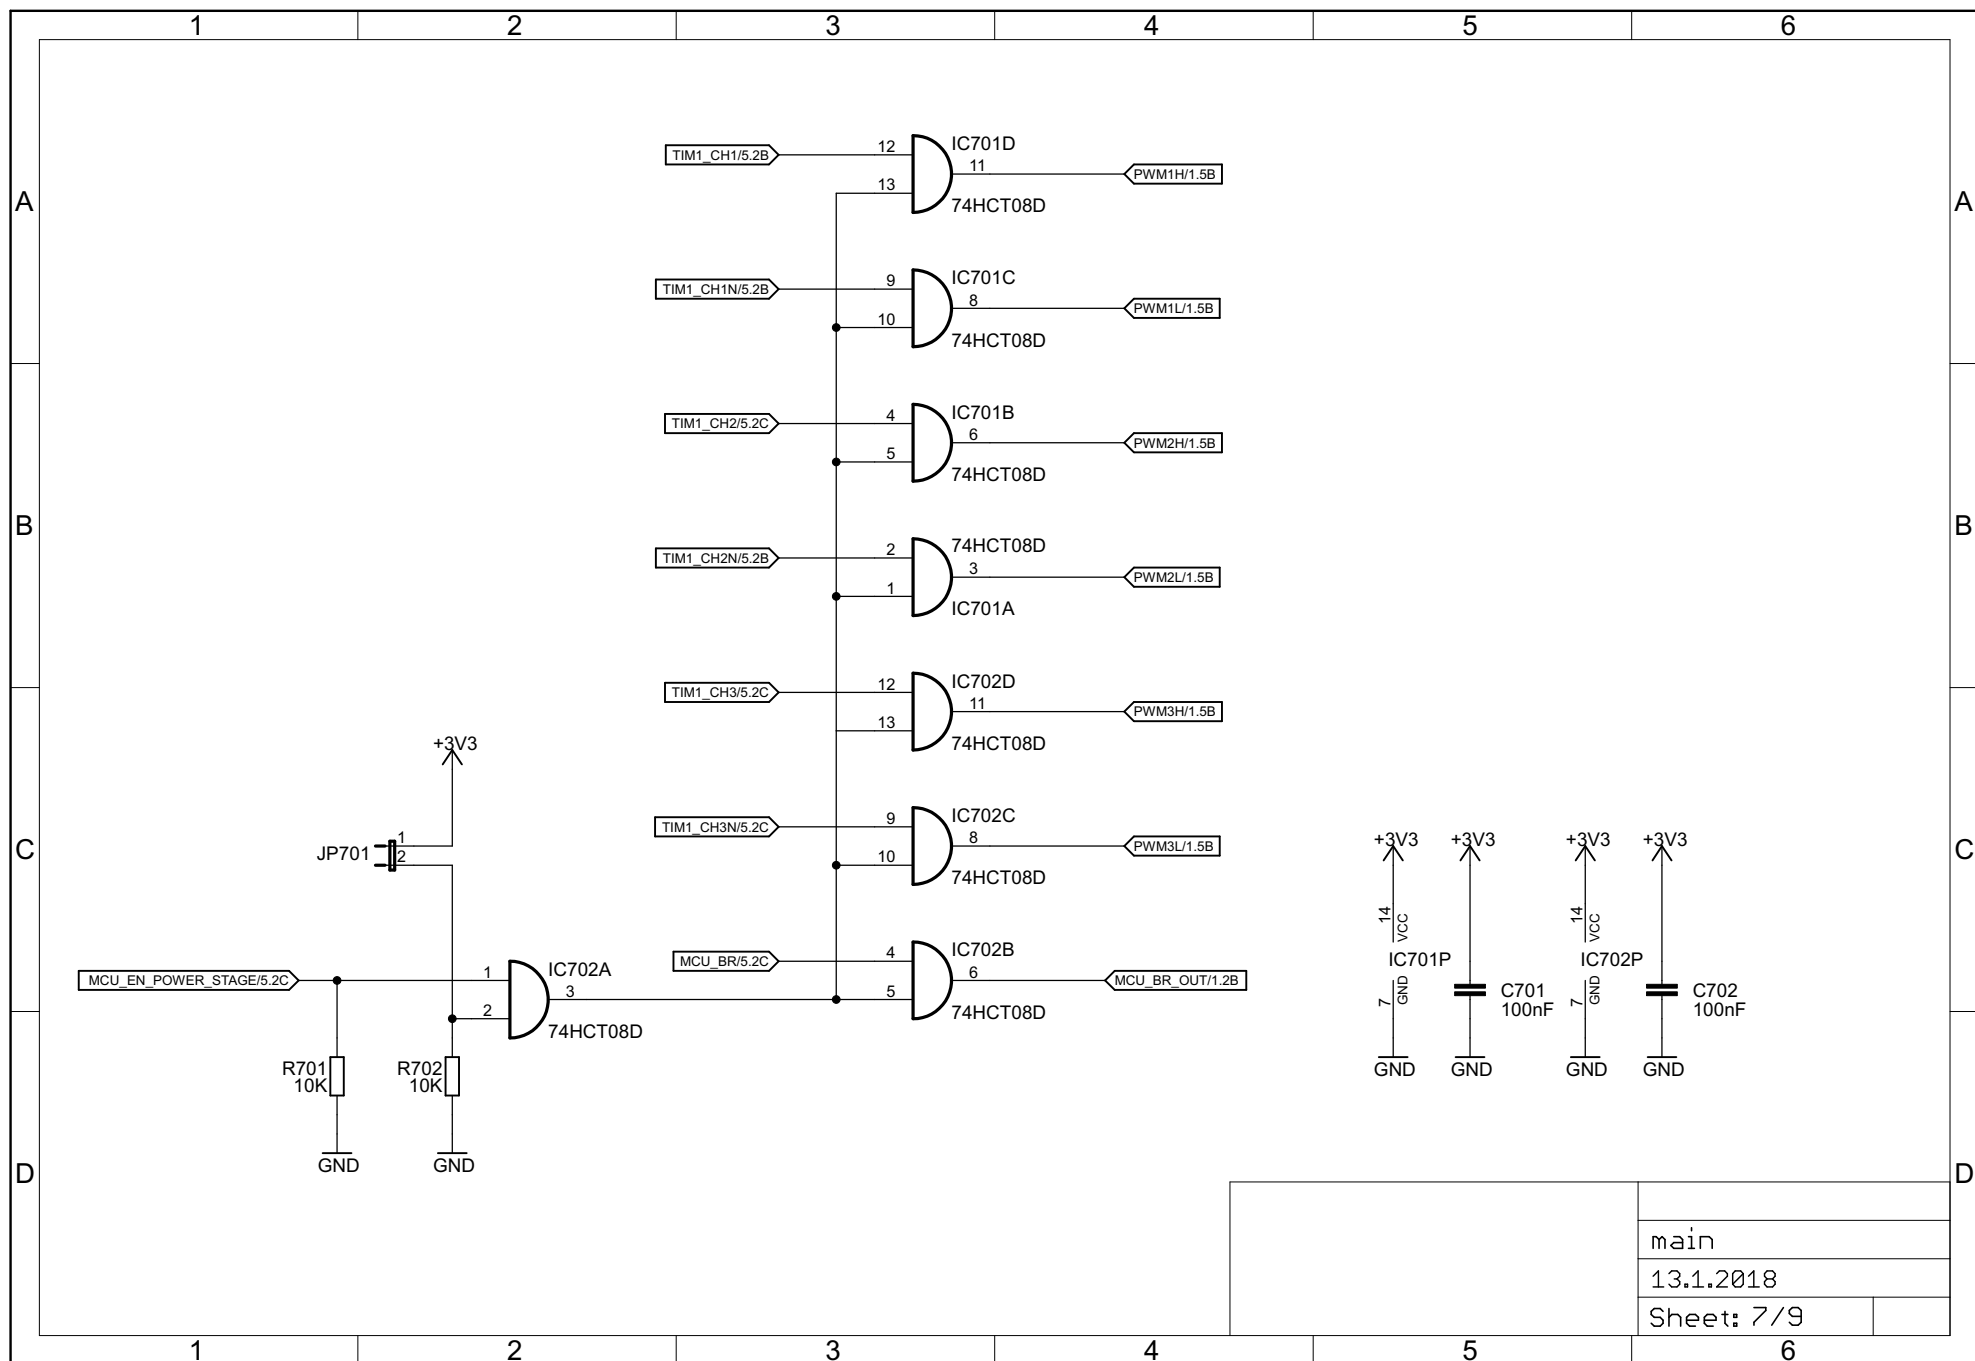 1 2 3 4 5 6
A A
B B
C C
D D
TIM1_CH1/5.2B 12 13 IC701D 11 74HCT08D PWM1H/1.5B
TIM1_CH1N/5.2B 9 10 IC701C 8 74HCT08D PWM1L/1.5B
TIM1_CH2/5.2C 4 5 IC701B 6 74HCT08D PWM2H/1.5B
TIM1_CH2N/5.2B 2 1 74HCT08D 3 IC701A PWM2L/1.5B
TIM1_CH3/5.2C 12 13 IC702D 11 74HCT08D PWM3H/1.5B
TIM1_CH3N/5.2C 9 10 IC702C 8 74HCT08D PWM3L/1.5B
MCU_BR/5.2C 4 5 IC702B 6 74HCT08D MCU_BR_OUT/1.2B
+3V3
JP701 1
2
MCU_EN_POWER_STAGE/5.2C 1 2 IC702A 3 74HCT08D
R701
10K
GND
R702
10K
GND
+3V3 +3V3 +3V3 +3V3
14 VCC
IC701P
7 GND
GND
C701
100nF
GND
14 VCC
IC702P
7 GND
GND
C702
100nF
GND
main
13.1.2018
Sheet: 7/9
1 2 3 4 5 6